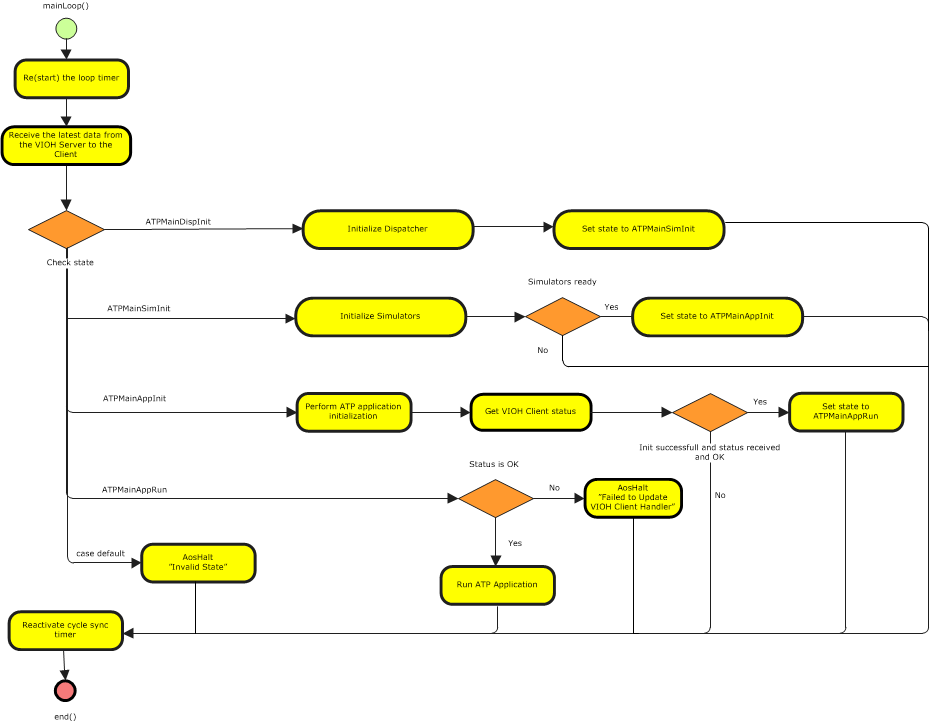 mainLoop()
Re(start) the loop timer
Receive the latest data from
the VIOH Server to the
Client
Check state
ATPMainDispInit
Initialize Dispatcher
Set state to ATPMainSimInit
ATPMainSimInit
Initialize Simulators
Simulators ready
Yes
No
Set state to ATPMainAppInit
ATPMainAppInit
Perform ATP application
initialization
Get VIOH Client status
Yes
Init successfull and status received
and OK
No
Set state to
ATPMainAppRun
ATPMainAppRun
Status is OK
No
AosHalt
"Failed to Update
VIOH Client Handler"
Yes
Run ATP Application
case default
AosHalt
"Invalid State"
Reactivate cycle sync
timer
end()